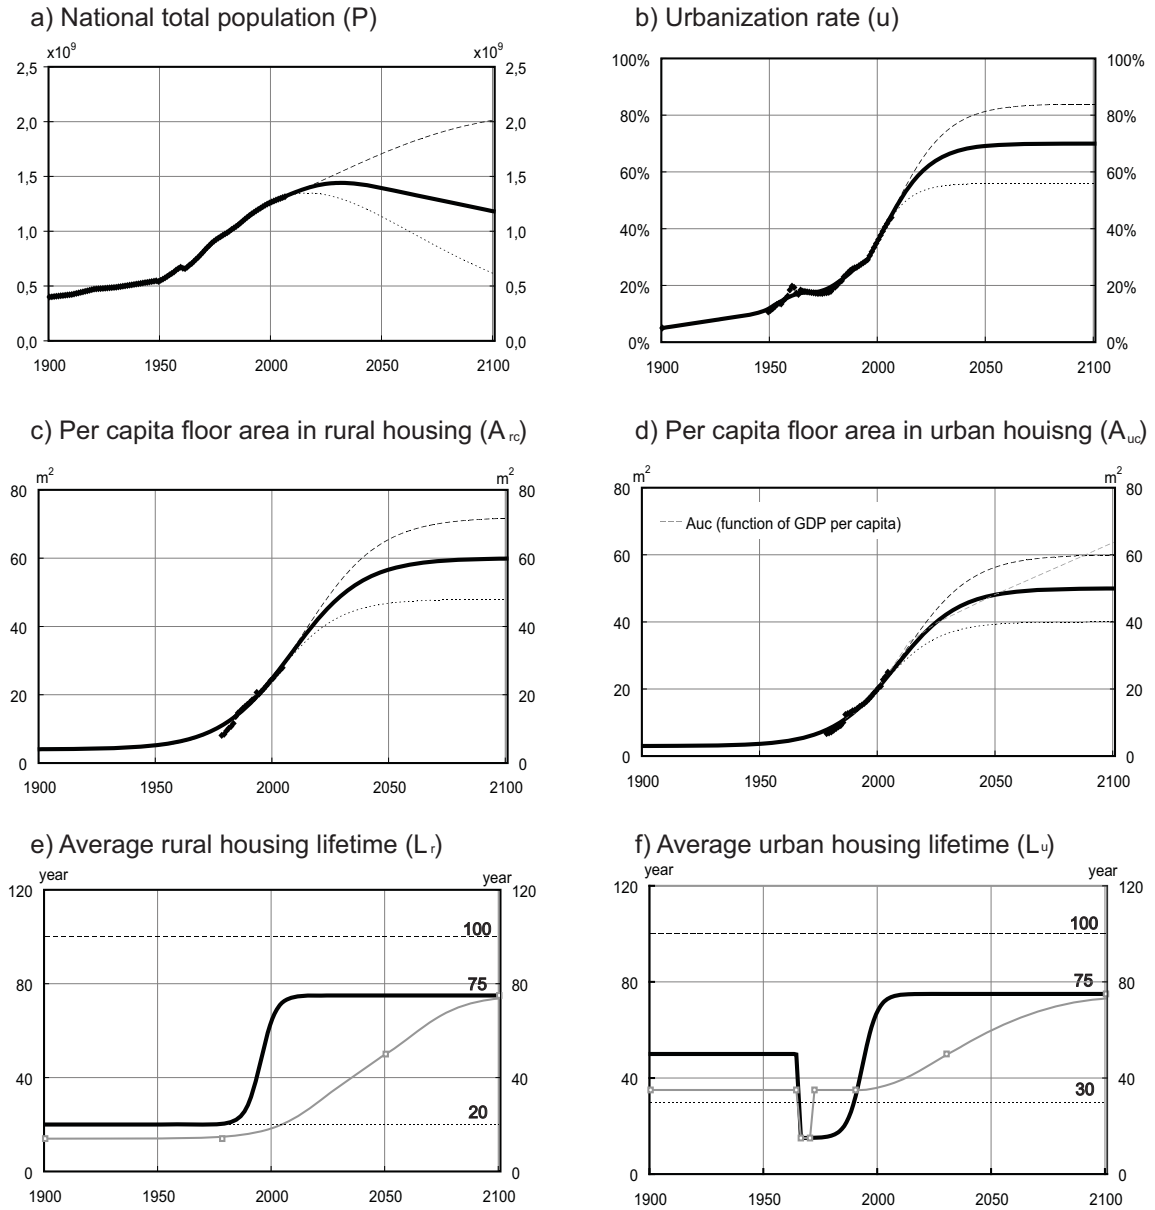 a) National total population (P)
x10⁹ x10⁹
2,5 2,5
2,0 2,0
1,5 1,5
1,0 1,0
0,5 0,5
0,0 0,0
1900 1950 2000 2050 2100
b) Urbanization rate (u)
100% 100%
80% 80%
60% 60%
40% 40%
20% 20%
0% 0%
1900 1950 2000 2050 2100
c) Per capita floor area in rural housing (A rc)
m² m²
80 80
60 60
40 40
20 20
0 0
1900 1950 2000 2050 2100
d) Per capita floor area in urban houisng (A uc)
m² m²
80 80
Auc (function of GDP per capita)
60 60
40 40
20 20
0 0
1900 1950 2000 2050 2100
e) Average rural housing lifetime (L r)
year year
120 120
100
80 75 80
40 40
20
0 0
1900 1950 2000 2050 2100
f) Average urban housing lifetime (L u)
year year
120 120
100
80 75 80
40 30 40
0 0
1900 1950 2000 2050 2100